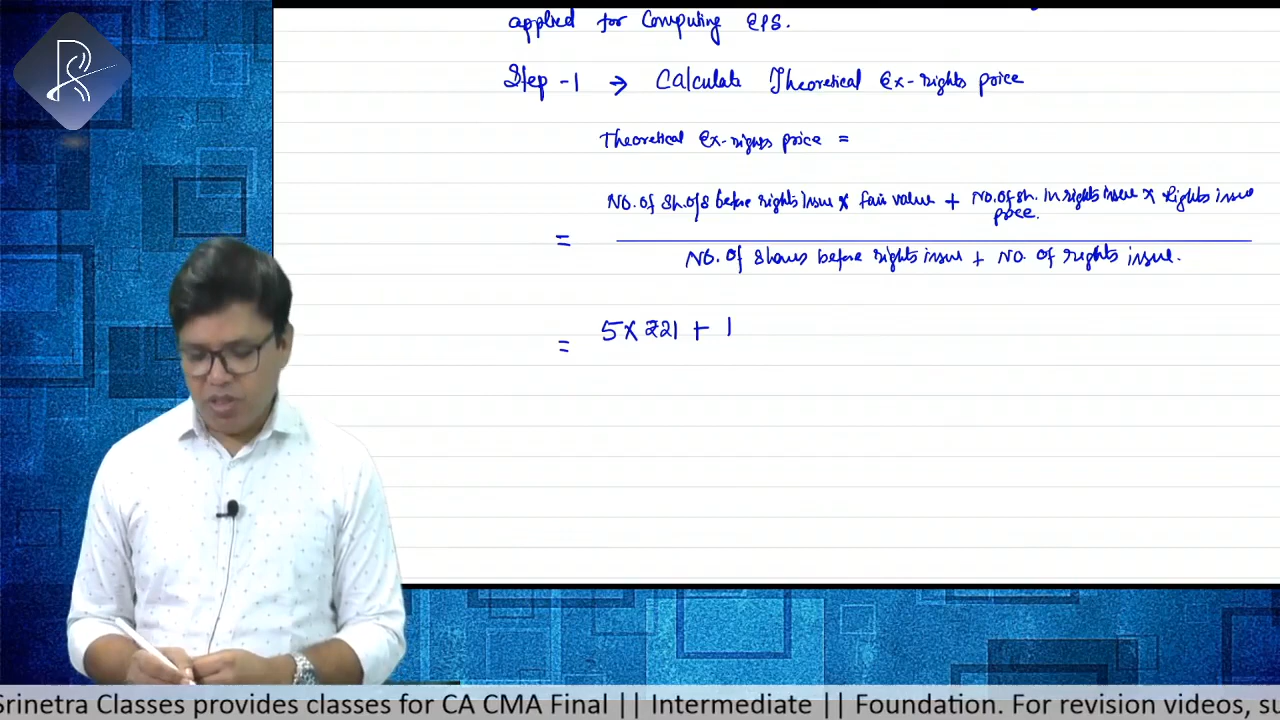 applied for Computing EPS.
Step -1 → Calculate Theoretical Ex-rights price
Theoretical Ex-rights price =
No. of Sh. o/s before rights issue x fair value + No. of sh. in rights issue x Rights issue
price.
=
No. of shares before rights issue + No. of rights issue.
= 5 x ₹21 + 1
Srinetra Classes provides classes for CA CMA Final || Intermediate || Foundation. For revision videos, su